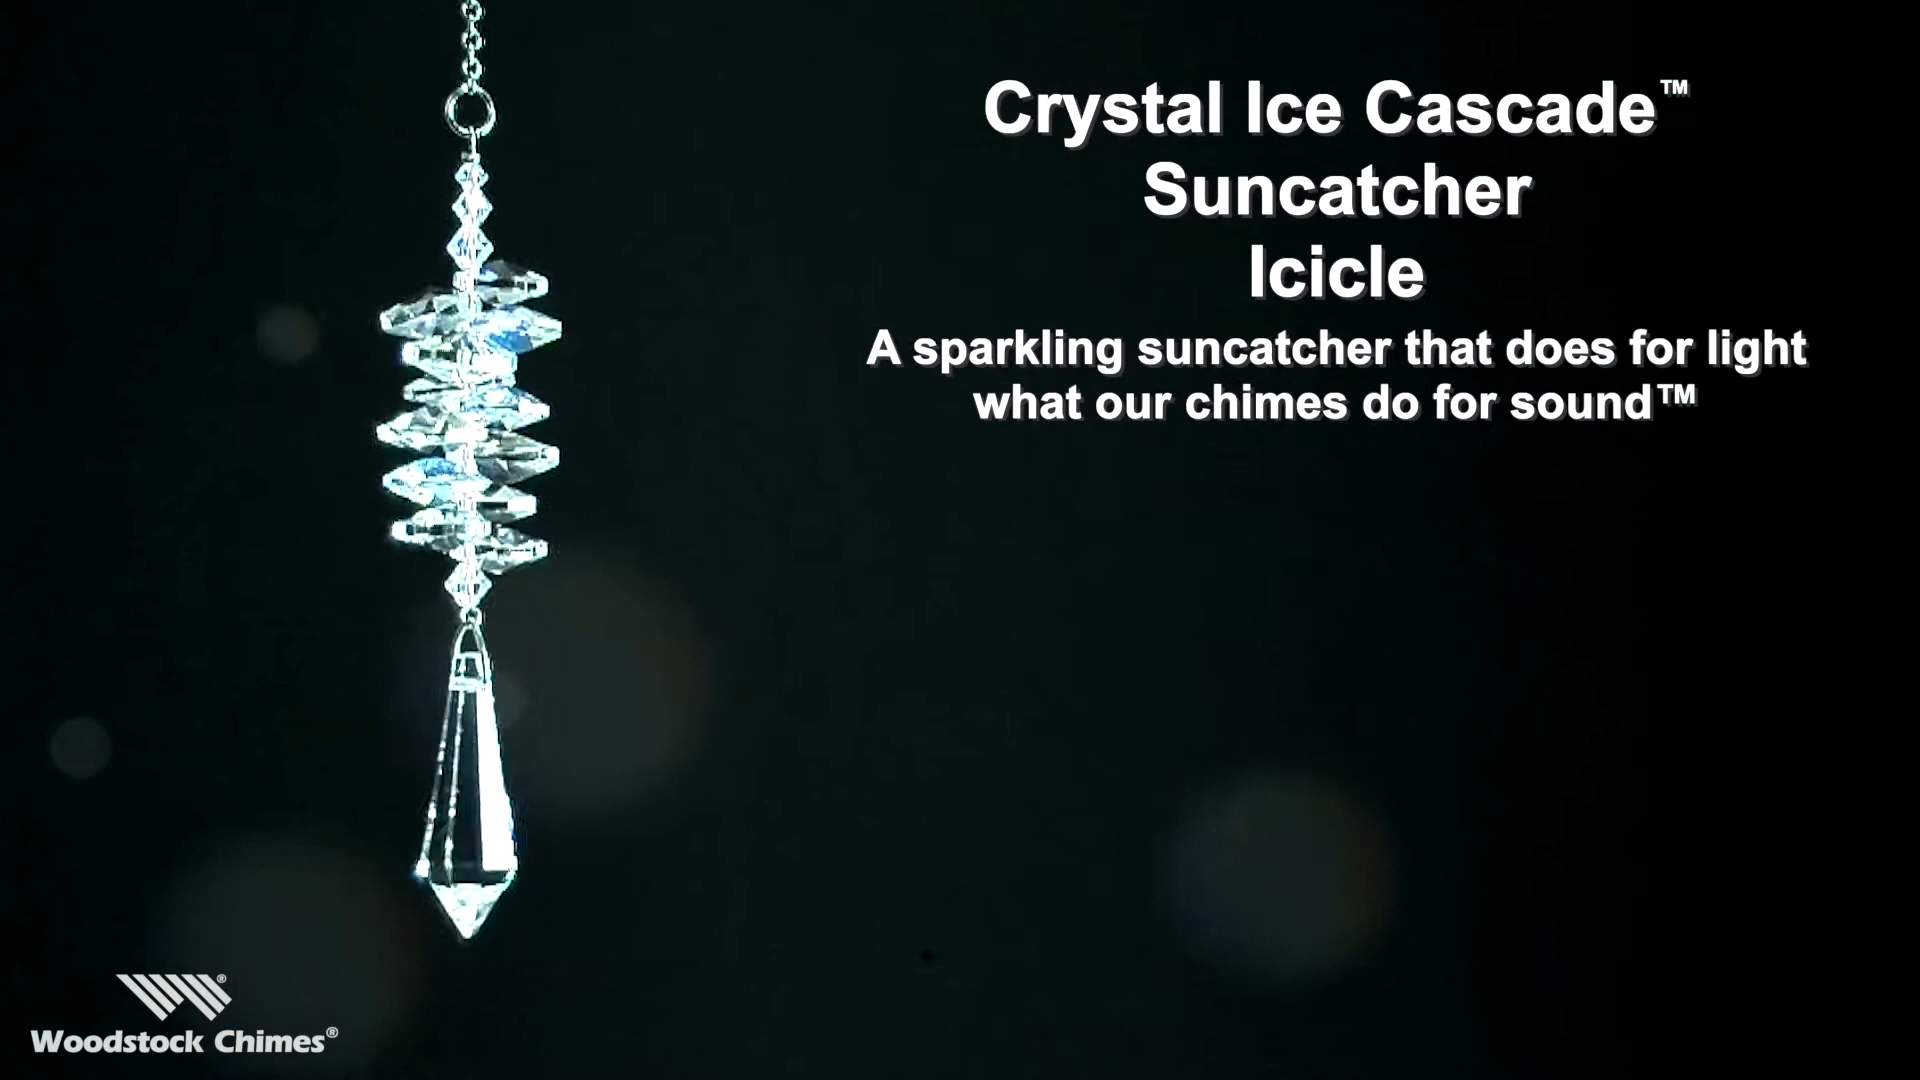 Crystal Ice Cascade™
Suncatcher
Icicle
A sparkling suncatcher that does for light
what our chimes do for sound™
Woodstock Chimes®